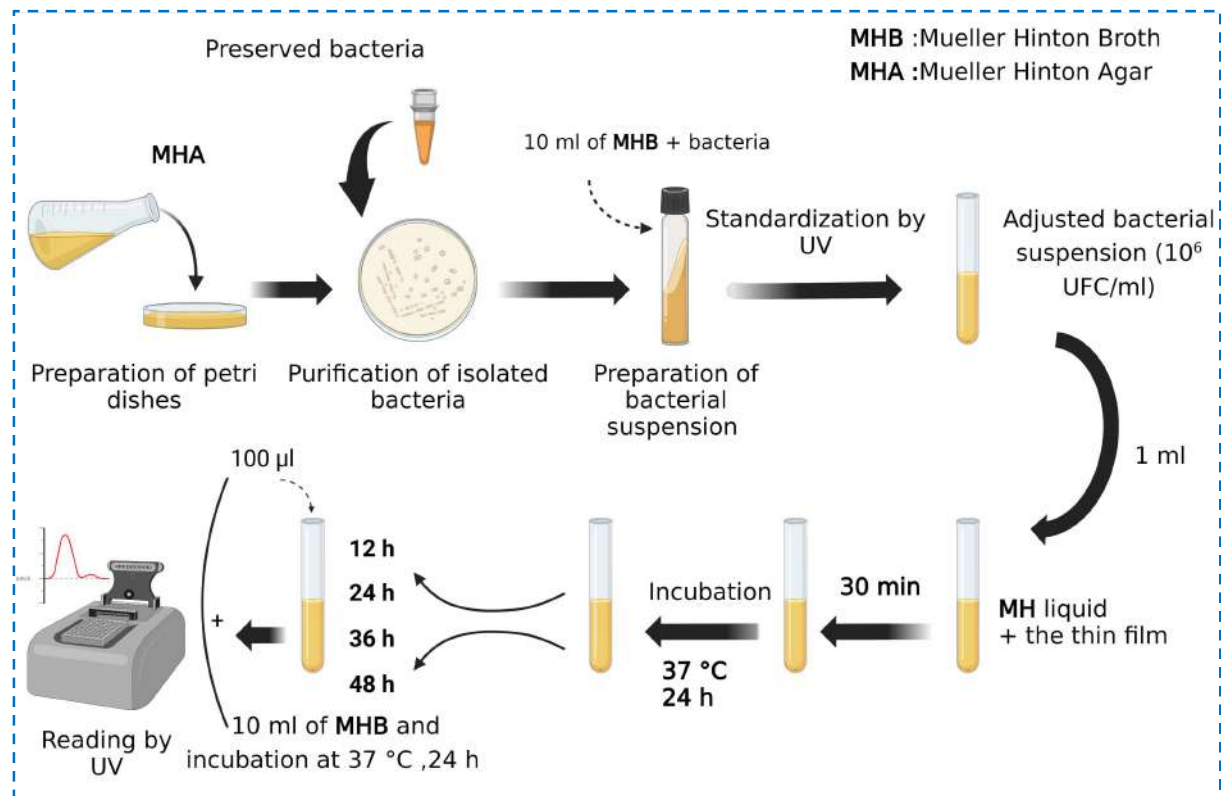 Preserved bacteria
MHB :Mueller Hinton Broth
MHA :Mueller Hinton Agar
MHA
10 ml of MHB + bacteria
Standardization by
UV
Adjusted bacterial
suspension (10⁶
UFC/ml)
Preparation of petri
dishes
Purification of isolated
bacteria
Preparation of
bacterial
suspension
1 ml
MH liquid
+ the thin film
30 min
Incubation
37 °C
24 h
12 h
24 h
36 h
48 h
100 µl
+
10 ml of MHB and
incubation at 37 °C ,24 h
Reading by
UV